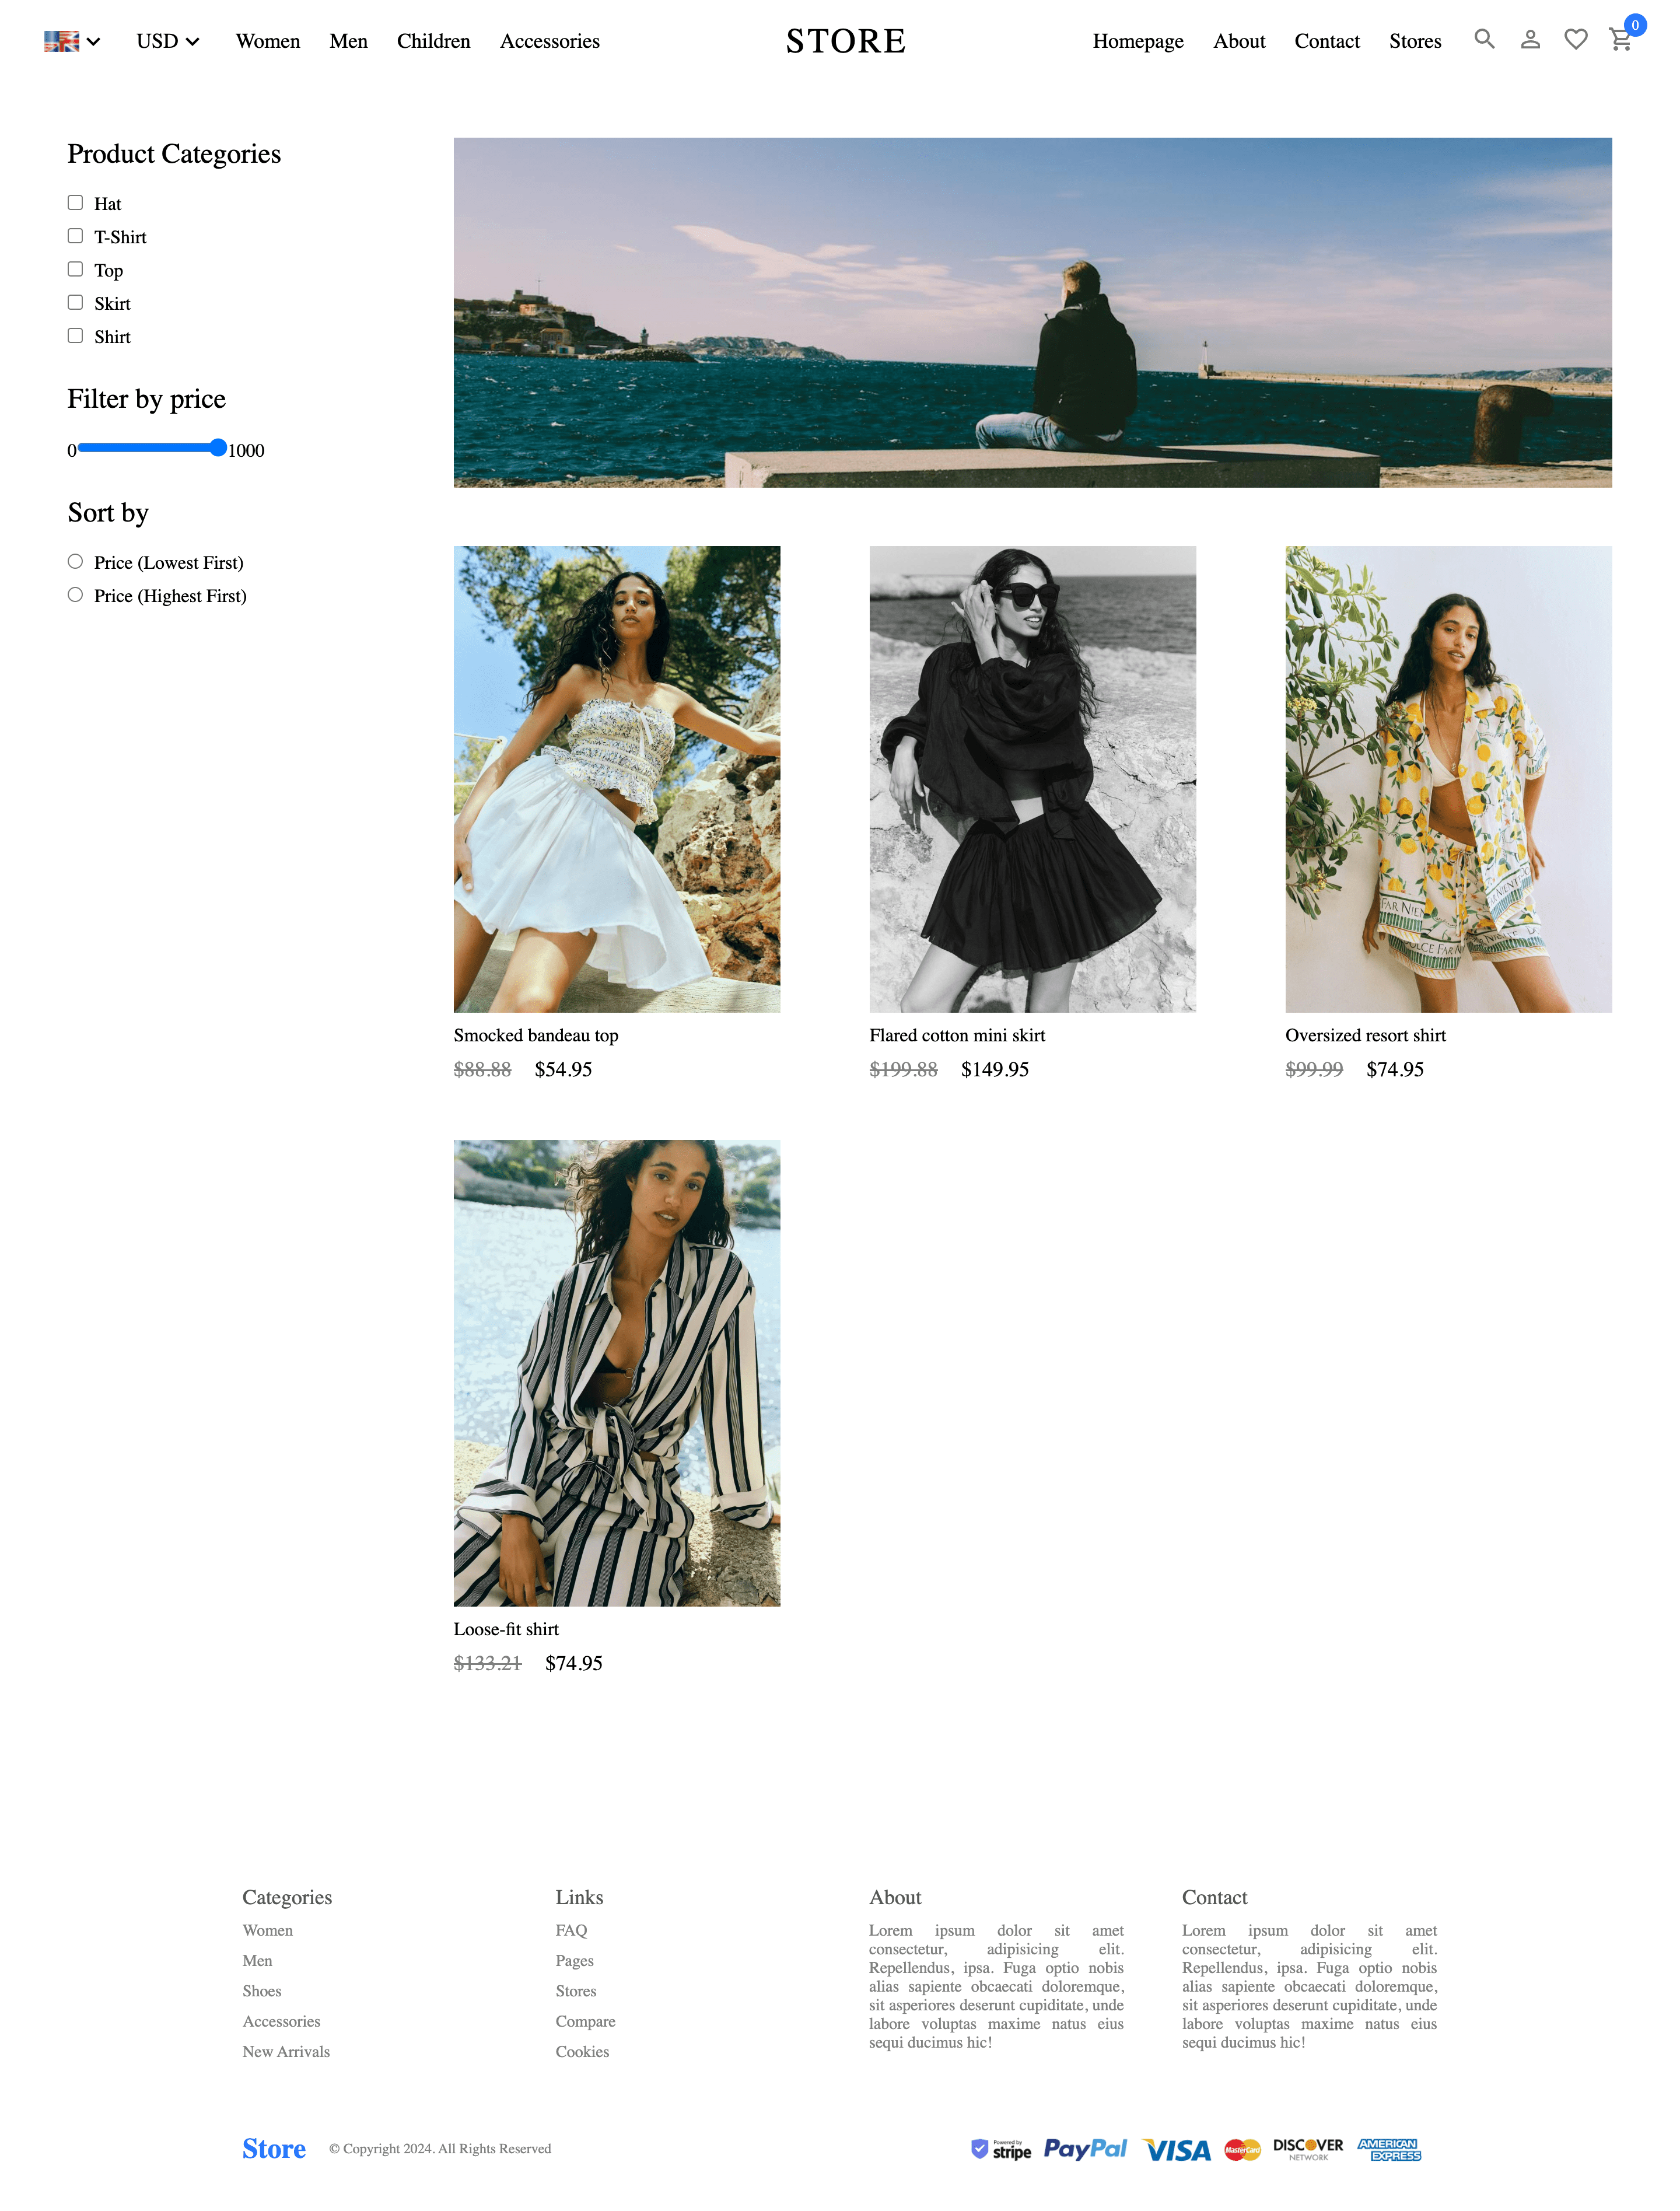 USD
Women
Men
Children
Accessories
STORE
Homepage
About
Contact
Stores
0
Product Categories
Hat
T-Shirt
Top
Skirt
Shirt
Filter by price
0
1000
Sort by
Price (Lowest First)
Price (Highest First)
FAR NIEN
DOLCE FAR N
Smocked bandeau top
$88.88 $54.95
Flared cotton mini skirt
$199.88 $149.95
Oversized resort shirt
$99.99 $74.95
Loose-fit shirt
$133.21 $74.95
Categories
Women
Men
Shoes
Accessories
New Arrivals
Links
FAQ
Pages
Stores
Compare
Cookies
About
Lorem ipsum dolor sit amet
consectetur, adipisicing elit.
Repellendus, ipsa. Fuga optio nobis
alias sapiente obcaecati doloremque,
sit asperiores deserunt cupiditate, unde
labore voluptas maxime natus eius
sequi ducimus hic!
Contact
Lorem ipsum dolor sit amet
consectetur, adipisicing elit.
Repellendus, ipsa. Fuga optio nobis
alias sapiente obcaecati doloremque,
sit asperiores deserunt cupiditate, unde
labore voluptas maxime natus eius
sequi ducimus hic!
Store
© Copyright 2024. All Rights Reserved
Powered by
stripe
PayPal
VISA
MasterCard
DISCOVER
NETWORK
AMERICAN
EXPRESS